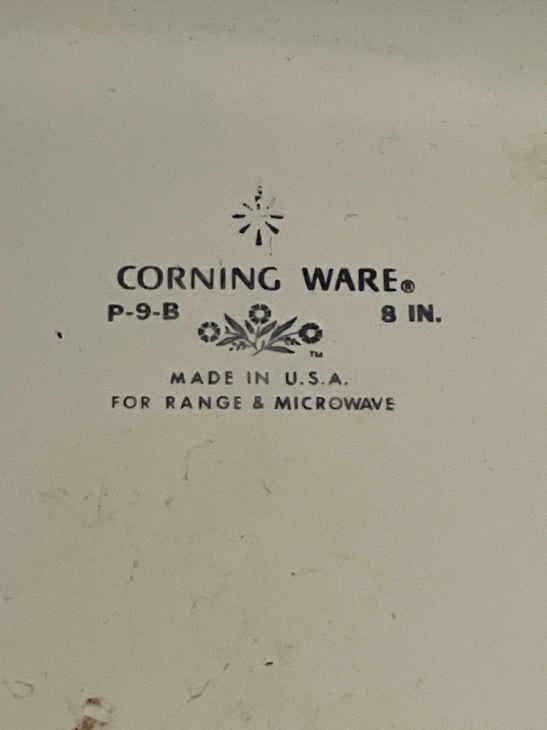 CORNING WARE®
P-9-B 8 IN.
TM
MADE IN U.S.A.
FOR RANGE & MICROWAVE